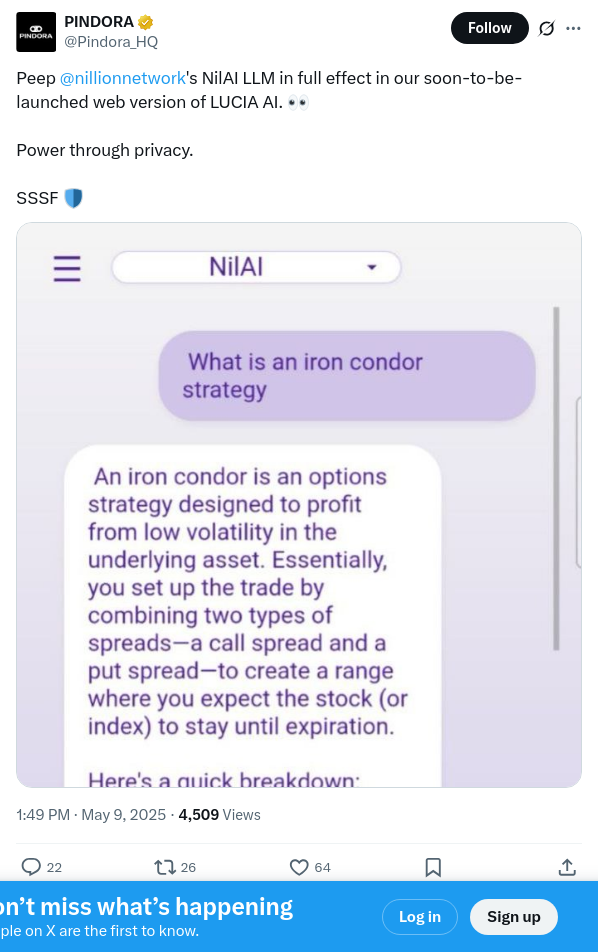 PINDORA
PINDORA
@Pindora_HQ
Follow
Peep @nillionnetwork's NilAI LLM in full effect in our soon-to-be-
launched web version of LUCIA AI. 👀
Power through privacy.
SSSF 🛡️
NilAI
What is an iron condor
strategy
An iron condor is an options
strategy designed to profit
from low volatility in the
underlying asset. Essentially,
you set up the trade by
combining two types of
spreads—a call spread and a
put spread—to create a range
where you expect the stock (or
index) to stay until expiration.
Here's a quick breakdown:
1:49 PM · May 9, 2025 · 4,509 Views
22 26 64
on't miss what's happening
ple on X are the first to know.
Log in
Sign up